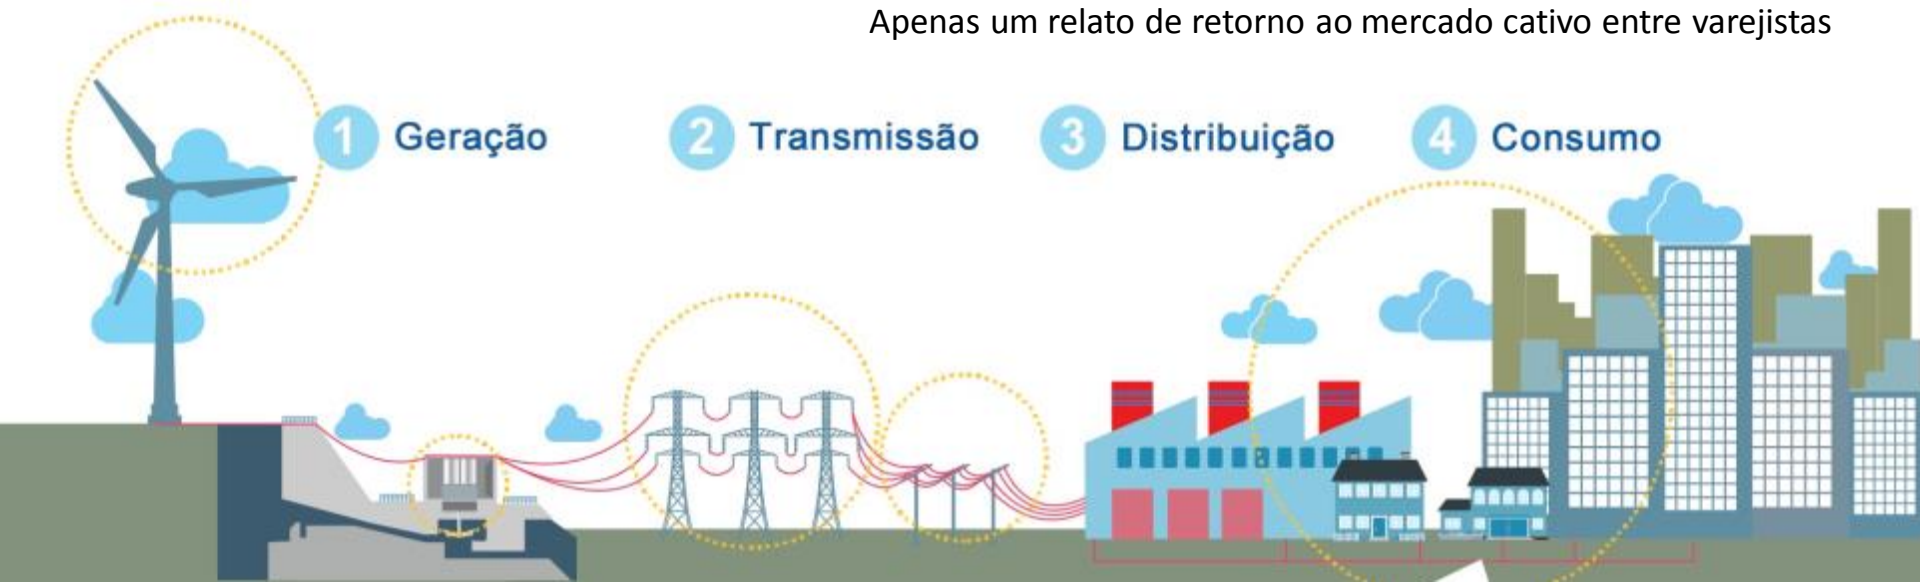 Apenas um relato de retorno ao mercado cativo entre varejistas
1 Geração
2 Transmissão
3 Distribuição
4 Consumo